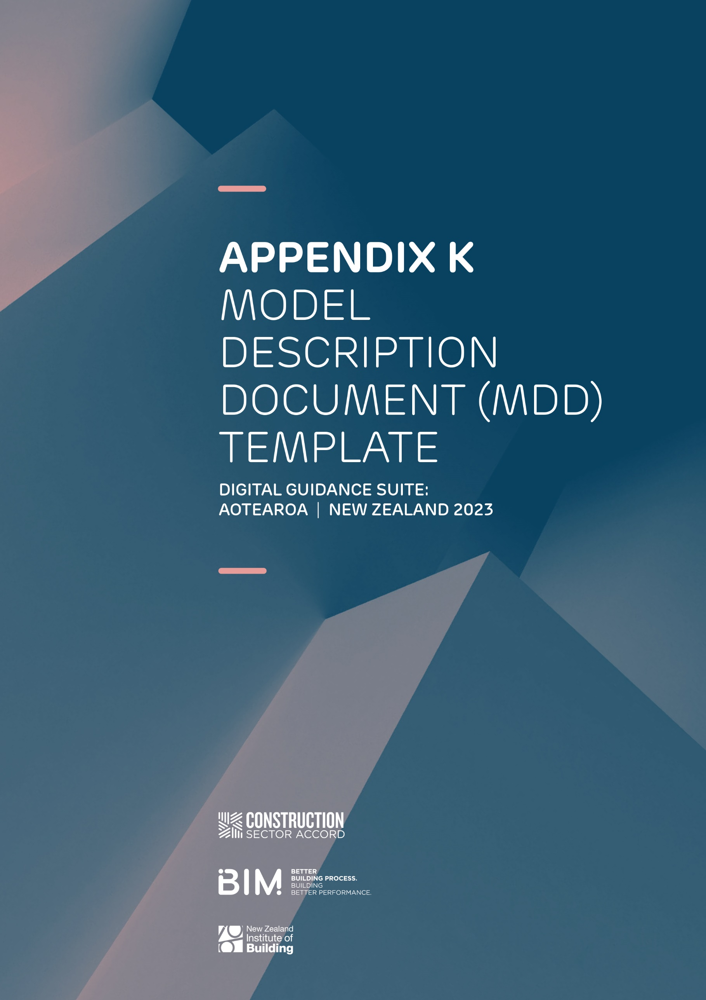 APPENDIX K
MODEL
DESCRIPTION
DOCUMENT (MDD)
TEMPLATE
DIGITAL GUIDANCE SUITE:
AOTEAROA | NEW ZEALAND 2023
CONSTRUCTION
SECTOR ACCORD
BIM
BETTER
BUILDING PROCESS.
BUILDING
BETTER PERFORMANCE.
New Zealand
Institute of
Building